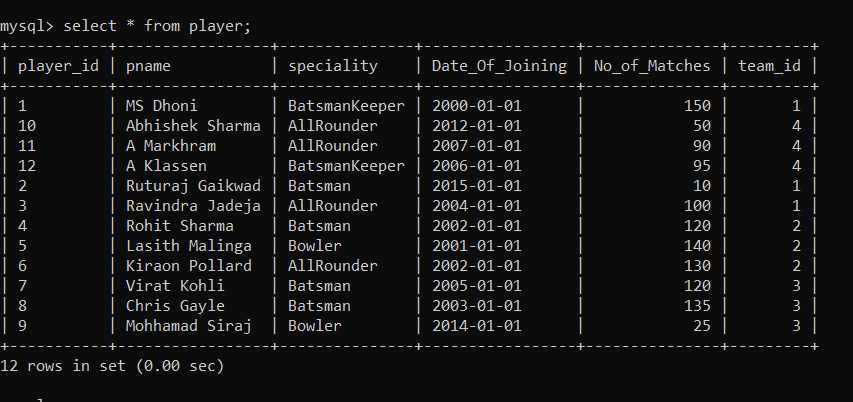 mysql> select * from player;
+-----------+-----------------+--------------+-----------------+---------------+---------+
| player_id | pname           | speciality   | Date_Of_Joining | No_of_Matches | team_id |
+-----------+-----------------+--------------+-----------------+---------------+---------+
| 1         | MS Dhoni        | BatsmanKeeper | 2000-01-01      |           150 |       1 |
| 10        | Abhishek Sharma | AllRounder   | 2012-01-01      |            50 |       4 |
| 11        | A Markhram      | AllRounder   | 2007-01-01      |            90 |       4 |
| 12        | A Klassen       | BatsmanKeeper | 2006-01-01      |            95 |       4 |
| 2         | Ruturaj Gaikwad | Batsman      | 2015-01-01      |            10 |       1 |
| 3         | Ravindra Jadeja | AllRounder   | 2004-01-01      |           100 |       1 |
| 4         | Rohit Sharma    | Batsman      | 2002-01-01      |           120 |       2 |
| 5         | Lasith Malinga  | Bowler       | 2001-01-01      |           140 |       2 |
| 6         | Kiraon Pollard  | AllRounder   | 2002-01-01      |           130 |       2 |
| 7         | Virat Kohli     | Batsman      | 2005-01-01      |           120 |       3 |
| 8         | Chris Gayle     | Batsman      | 2003-01-01      |           135 |       3 |
| 9         | Mohhamad Siraj  | Bowler       | 2014-01-01      |            25 |       3 |
+-----------+-----------------+--------------+-----------------+---------------+---------+
12 rows in set (0.00 sec)